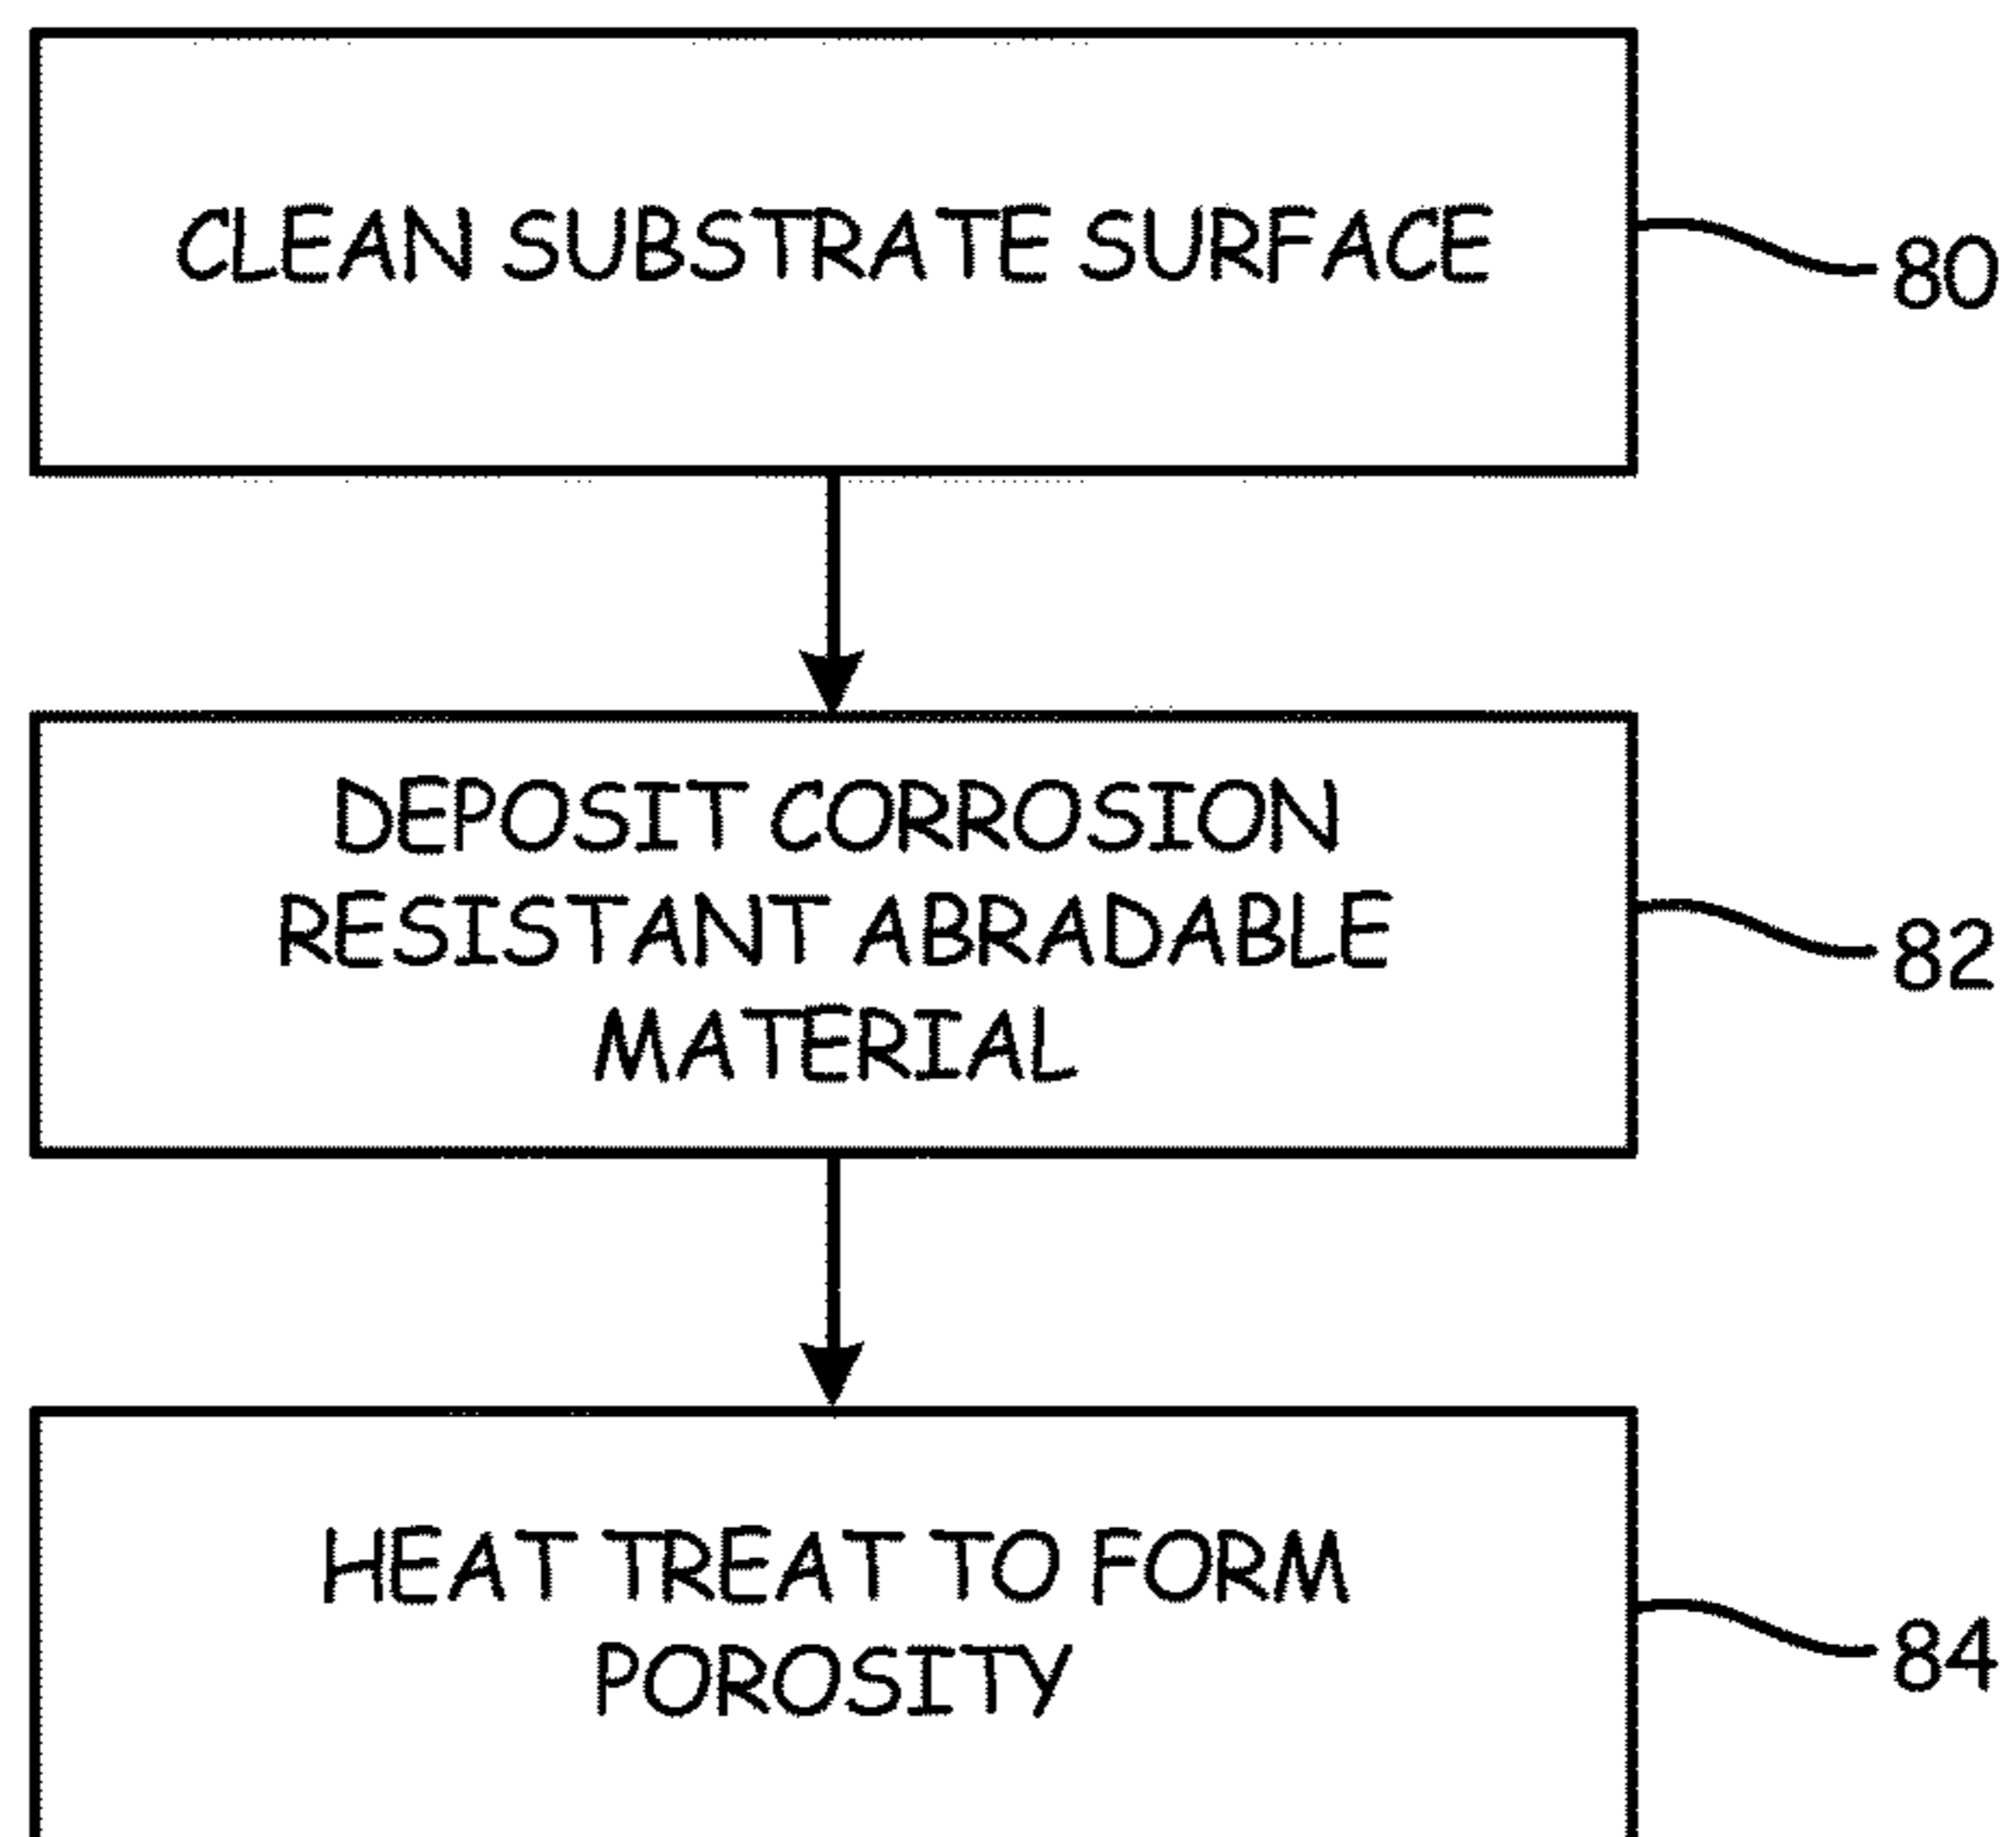 CLEAN SUBSTRATE SURFACE
80
DEPOSIT CORROSION
RESISTANT ABRADABLE
MATERIAL
82
HEAT TREAT TO FORM
POROSITY
84